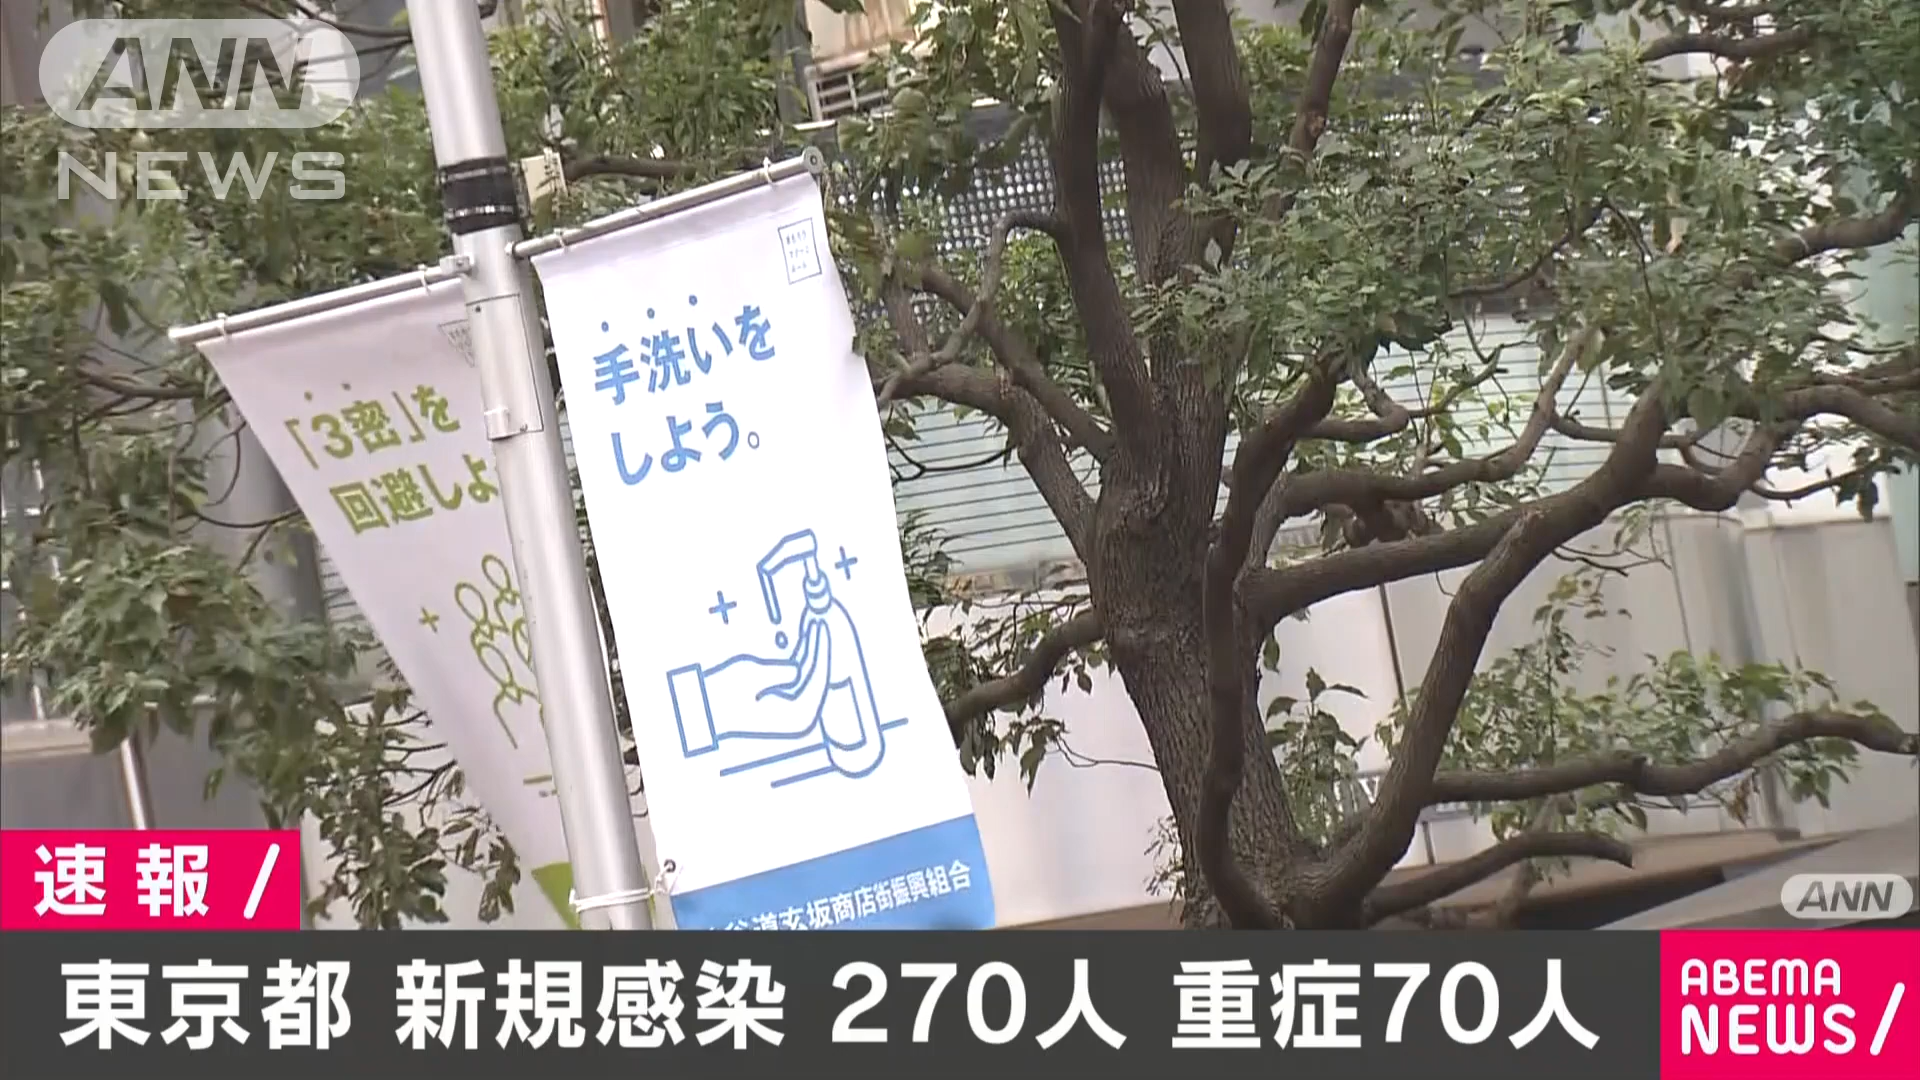 ANN
NEWS
手洗いを
しよう。
「3密」を
回避しよ
道玄坂商店街振興組合
速報/
ANN
東京都 新規感染 270人 重症70人
ABEMA
NEWS/